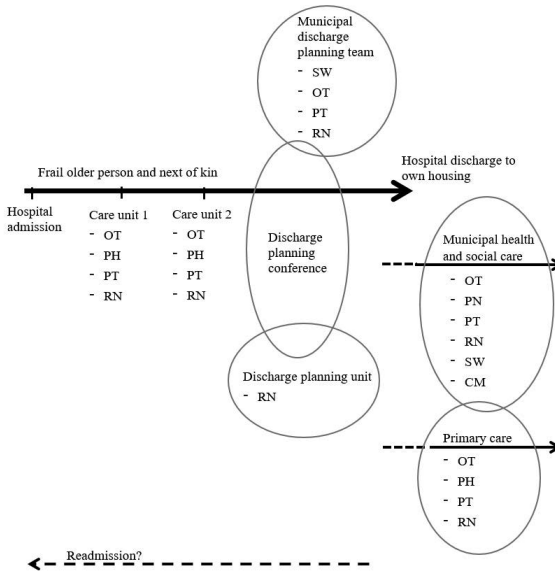 Municipal
discharge
planning team
- SW
- OT
- PT
- RN
Frail older person and next of kin
Hospital discharge to
own housing
Hospital
admission
Care unit 1
- OT
- PH
- PT
- RN
Care unit 2
- OT
- PH
- PT
- RN
Discharge
planning
conference
Municipal health
and social care
- OT
- PN
- PT
- RN
- SW
- CM
Discharge planning unit
- RN
Primary care
- OT
- PH
- PT
- RN
Readmission?